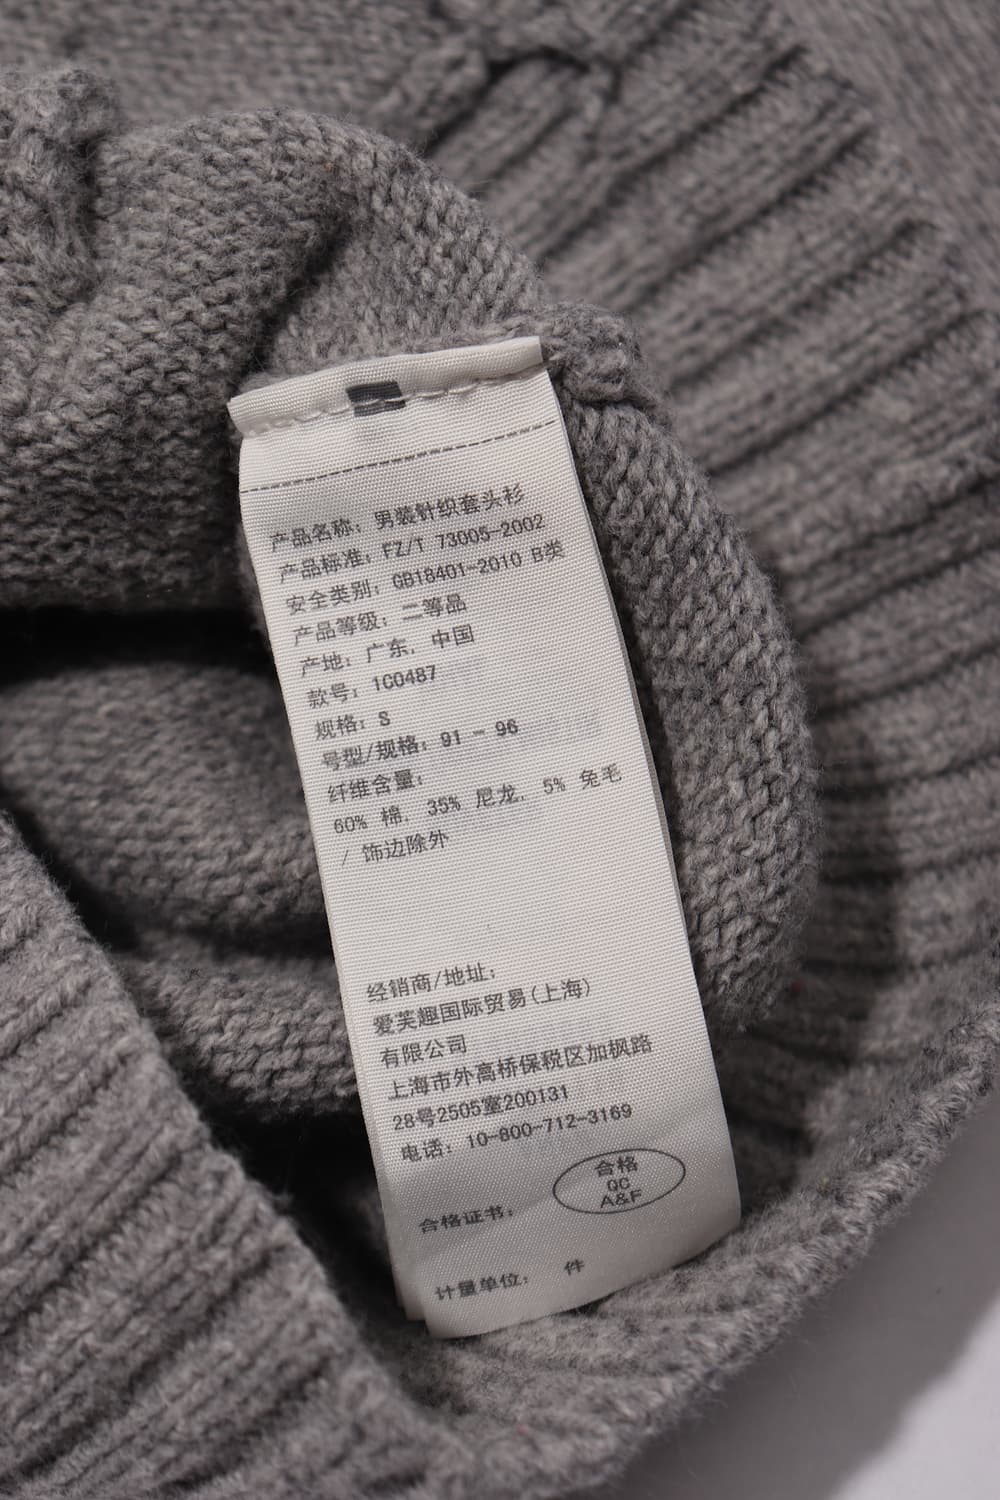 产品名称: 男装针织套头衫
产品标准: FZ/T 73005-2002
安全类别: GB18401-2010 B类
产品等级: 二等品
产地: 广东, 中国
款号: 1C0487
规格: S
号型/规格: 91 - 96
纤维含量:
60% 棉, 35% 尼龙, 5% 兔毛
/ 饰边除外
经销商/地址:
爱芙趣国际贸易(上海)
有限公司
上海市外高桥保税区加枫路
28号2505室200131
电话: 10-800-712-3169
合格
QC
A&F
合格证书:
计量单位: 件